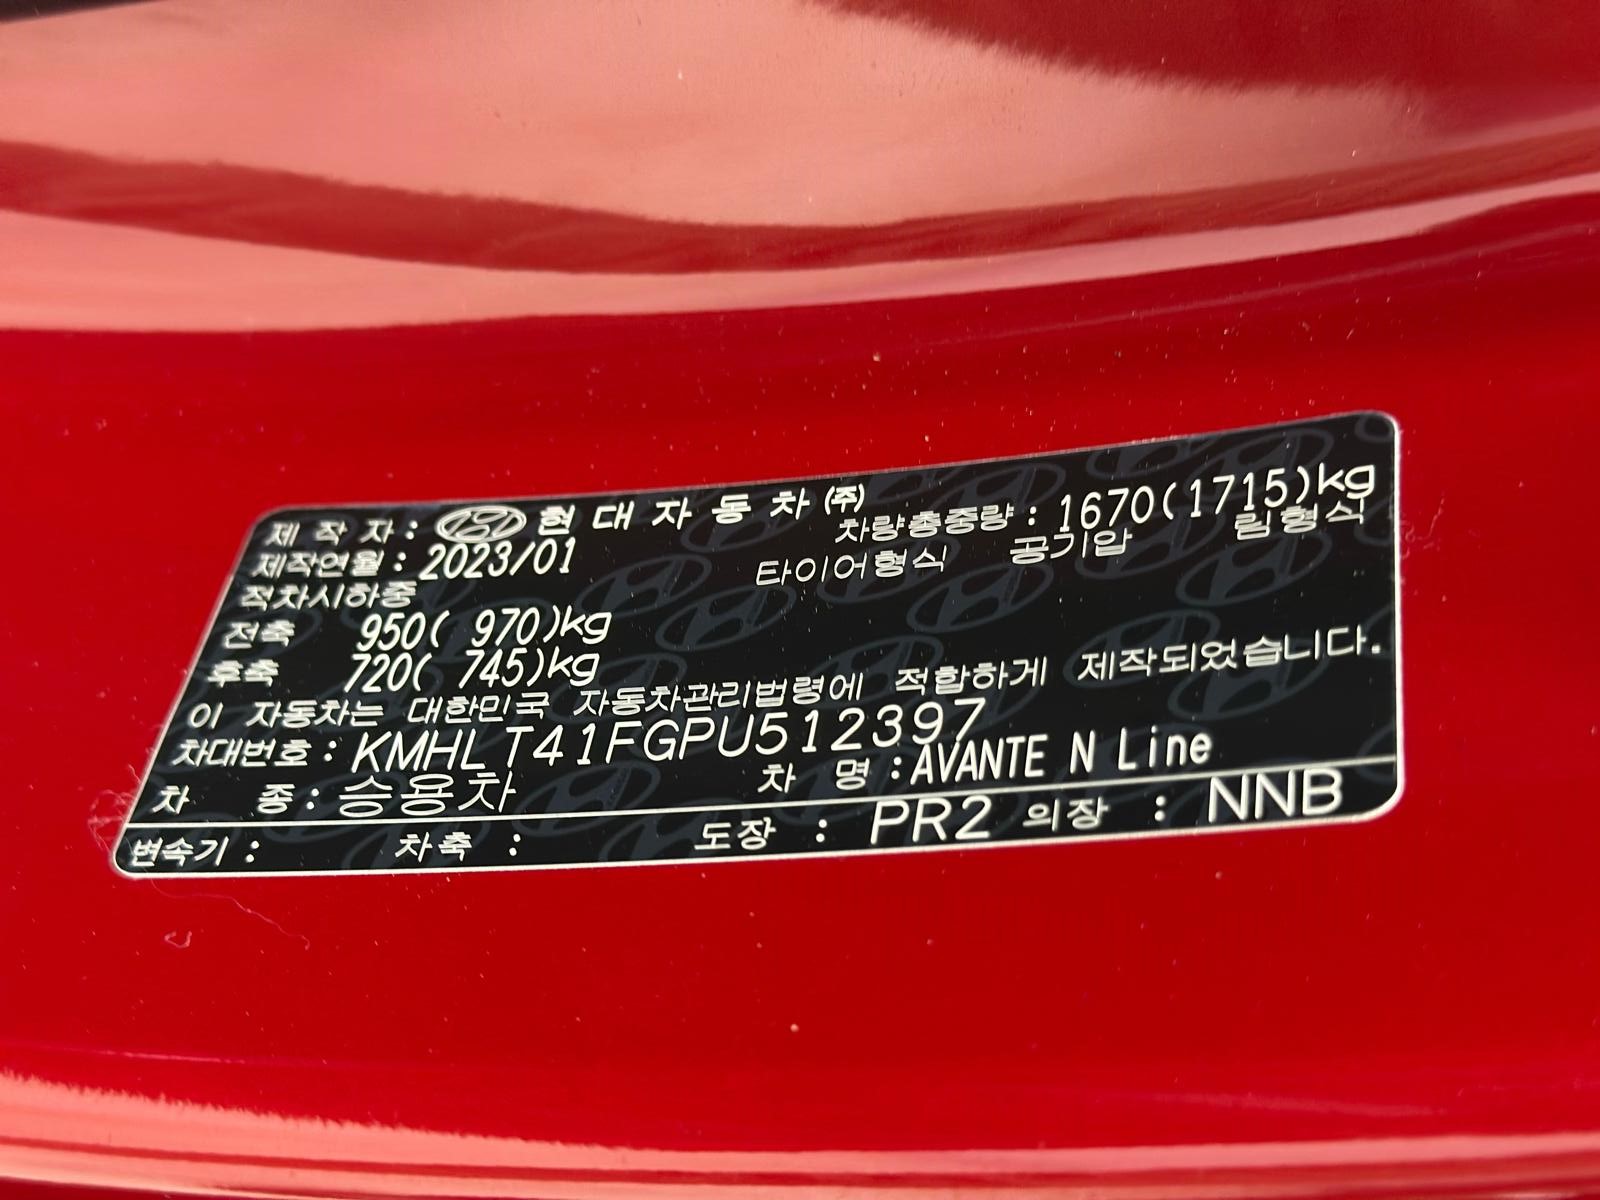 제 작 자 : 현 대 자 동 차 (주)
차량총중량 : 1670(1715)kg
제작연월 : 2023/01
타이어형식 공기압 림형식
적차시하중
전축 950( 970)kg
후축 720( 745)kg
이 자동차는 대한민국 자동차관리법령에 적합하게 제작되었습니다.
차대번호 : KMHLT41FGPU512397
차 종 : 승용차 차 명 : AVANTE N Line
변속기 : 차축 : 도장 : PR2 의장 : NNB